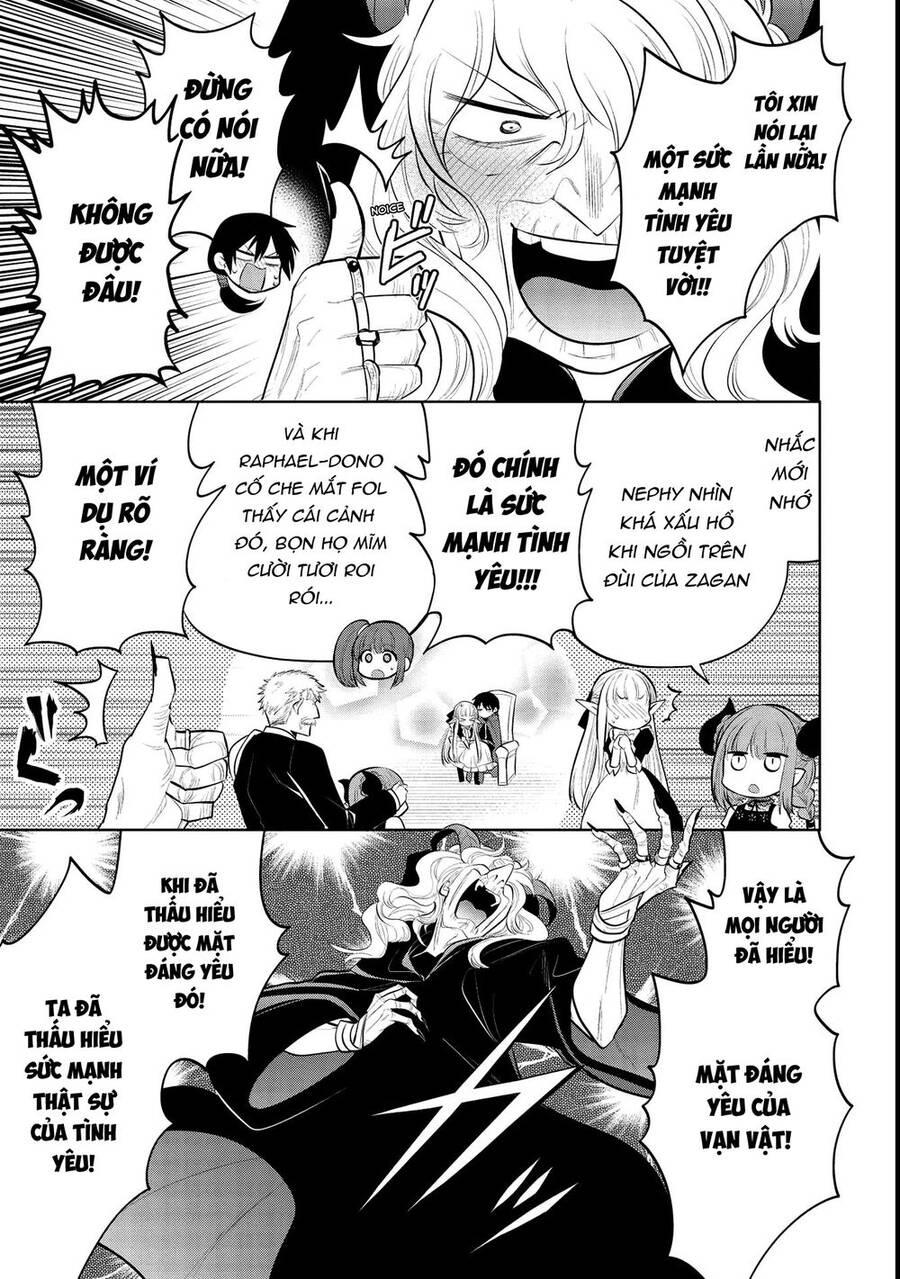 TÔI XIN
NÓI LẠI
LẦN NỮA!
MỘT SỨC
MẠNH
TÌNH YÊU
TUYỆT
VỜI!!
NOICE
ビッ
ĐỪNG
CÓ NÓI
NỮA!
KHÔNG
ĐƯỢC
ĐÂU!
NHẮC
MỚI
NHỚ
NEPHY NHÌN
KHÁ XẤU HỔ
KHI NGỒI TRÊN
ĐÙI CỦA ZAGAN
ĐÓ CHÍNH
LÀ SỨC
MẠNH TÌNH
YÊU!!!
VÀ KHI
RAPHAEL-DONO
CỐ CHE MẮT FOL
THẤY CÁI CẢNH
ĐÓ, BỌN HỌ MĨM
CƯỜI TƯƠI ROI
RÓI...
MỘT VÍ
DỤ RÕ
RÀNG!
VẬY LÀ
MỌI NGƯỜI
ĐÃ HIỂU!
MẶT ĐÁNG
YÊU CỦA
VẠN VẬT!
KHI ĐÃ
THẤU HIỂU
ĐƯỢC MẶT
ĐÁNG YÊU
ĐÓ!
TA ĐÃ
THẤU HIỂU
SỨC MẠNH
THẬT SỰ
CỦA TÌNH
YÊU!